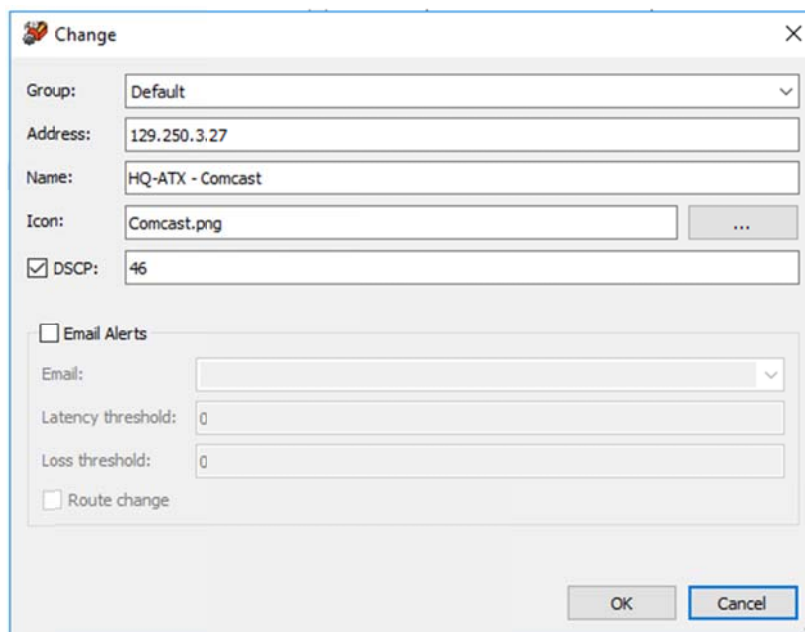 Change
Group: Default
Address: 129.250.3.27
Name: HQ-ATX - Comcast
Icon: Comcast.png ...
DSCP: 46
Email Alerts
Email:
Latency threshold: 0
Loss threshold: 0
Route change
OK Cancel